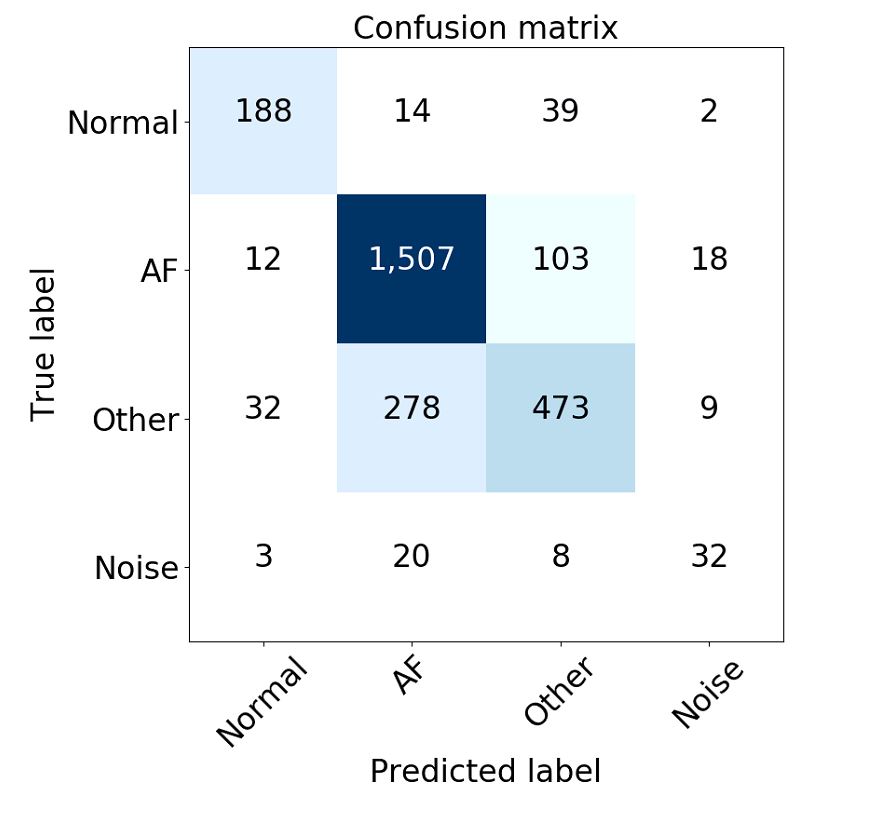 Confusion matrix
Normal 188 14 39 2
AF 12 1,507 103 18
Other 32 278 473 9
Noise 3 20 8 32
True label
Normal AF Other Noise
Predicted label